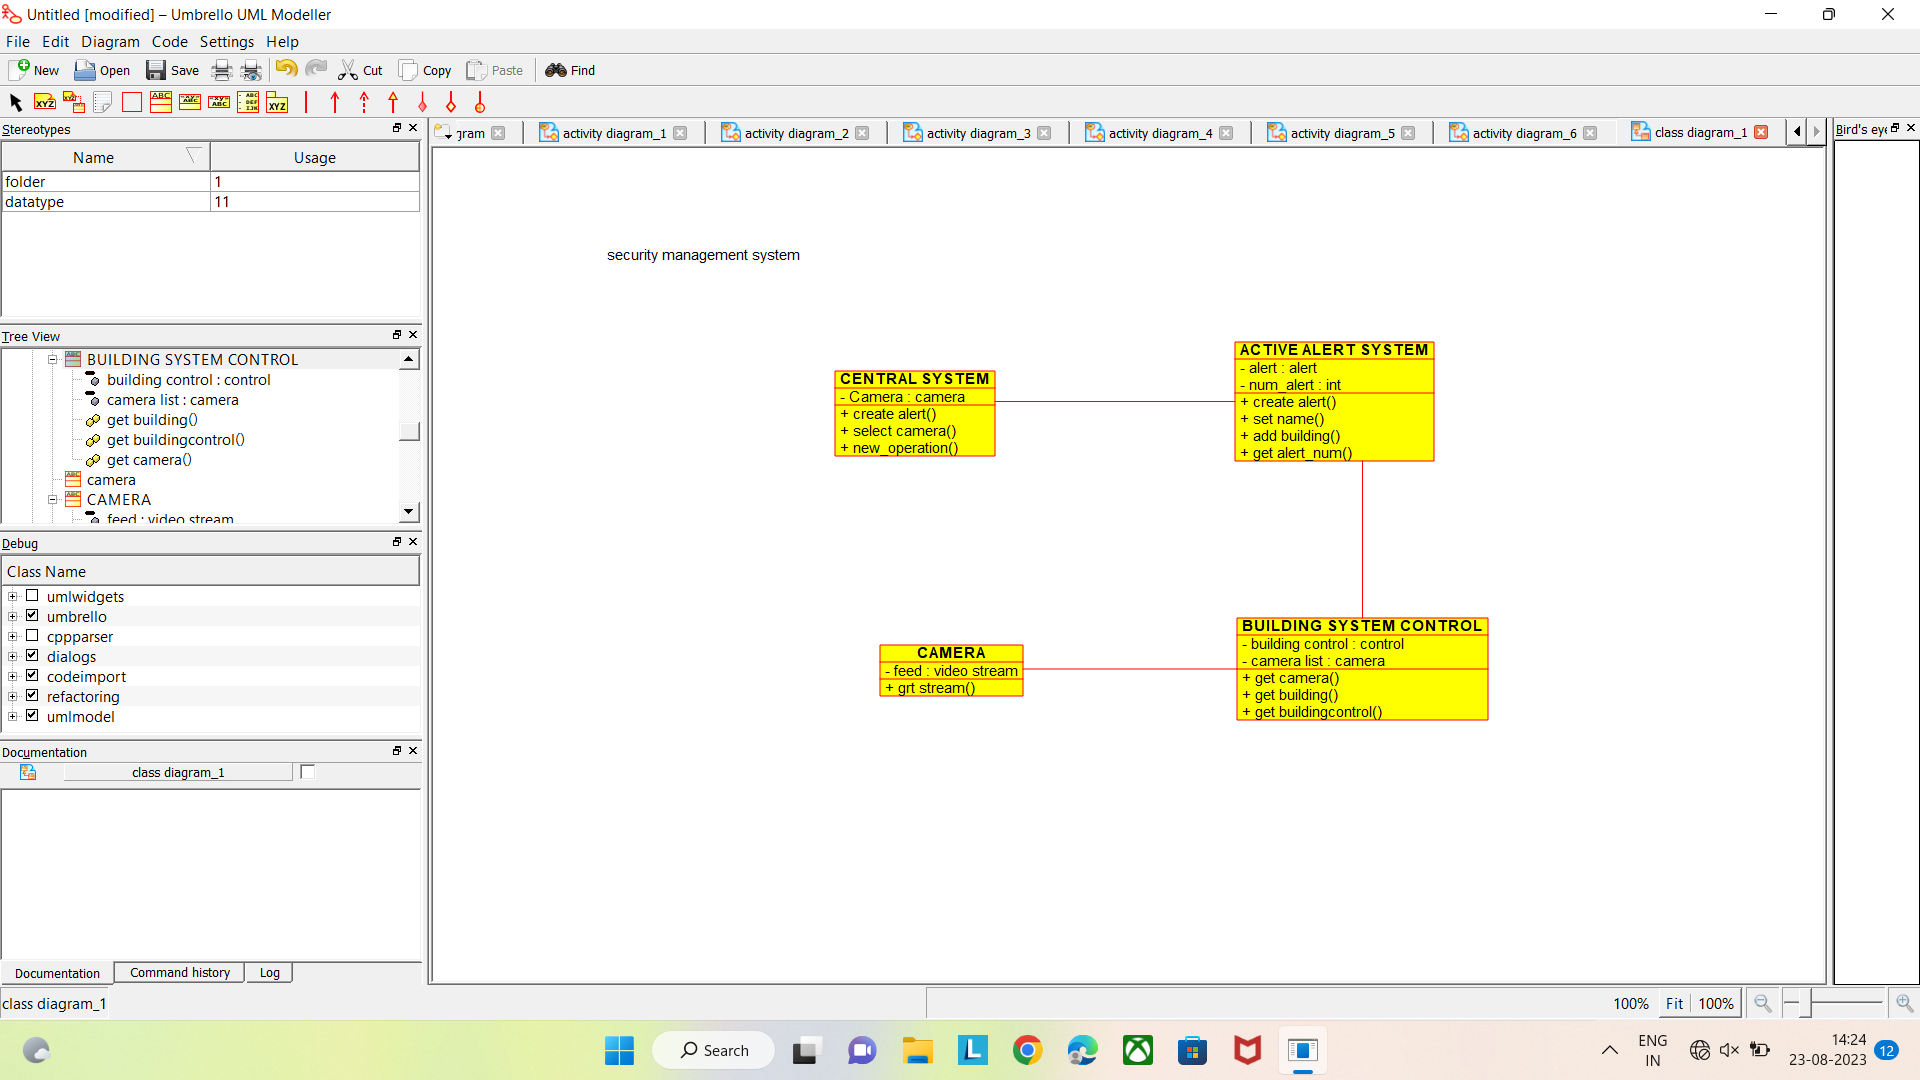 Untitled [modified] – Umbrello UML Modeller
File Edit Diagram Code Settings Help
New Open Save Cut Copy Paste Find
Stereotypes
Name Usage
folder 1
datatype 11
Tree View
BUILDING SYSTEM CONTROL
building control : control
camera list : camera
get building()
get buildingcontrol()
get camera()
camera
CAMERA
feed : video stream
Debug
Class Name
umlwidgets
umbrello
cppparser
dialogs
codeimport
refactoring
umlmodel
Documentation
class diagram_1
Documentation Command history Log
class diagram_1
gram activity diagram_1 activity diagram_2 activity diagram_3 activity diagram_4 activity diagram_5 activity diagram_6 class diagram_1
Bird's eye
security management system
CENTRAL SYSTEM
- Camera : camera
+ create alert()
+ select camera()
+ new_operation()
ACTIVE ALERT SYSTEM
- alert : alert
- num_alert : int
+ create alert()
+ set name()
+ add building()
+ get alert_num()
CAMERA
- feed : video stream
+ grt stream()
BUILDING SYSTEM CONTROL
- building control : control
- camera list : camera
+ get camera()
+ get building()
+ get buildingcontrol()
100% Fit 100%
Search
ENG
IN
14:24
23-08-2023
12